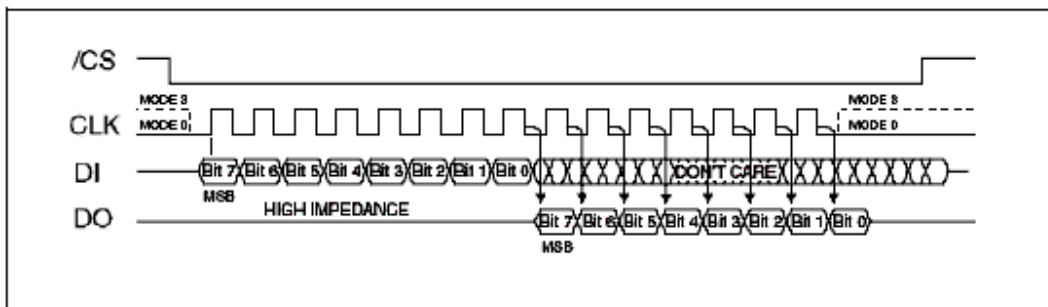 /CS
MODE 3
MODE 3
CLK
MODE 0
MODE 0
DI
Bit 7 Bit 6 Bit 5 Bit 4 Bit 3 Bit 2 Bit 1 Bit 0 DON'T CARE
MSB
HIGH IMPEDANCE
DO
Bit 7 Bit 6 Bit 5 Bit 4 Bit 3 Bit 2 Bit 1 Bit 0
MSB